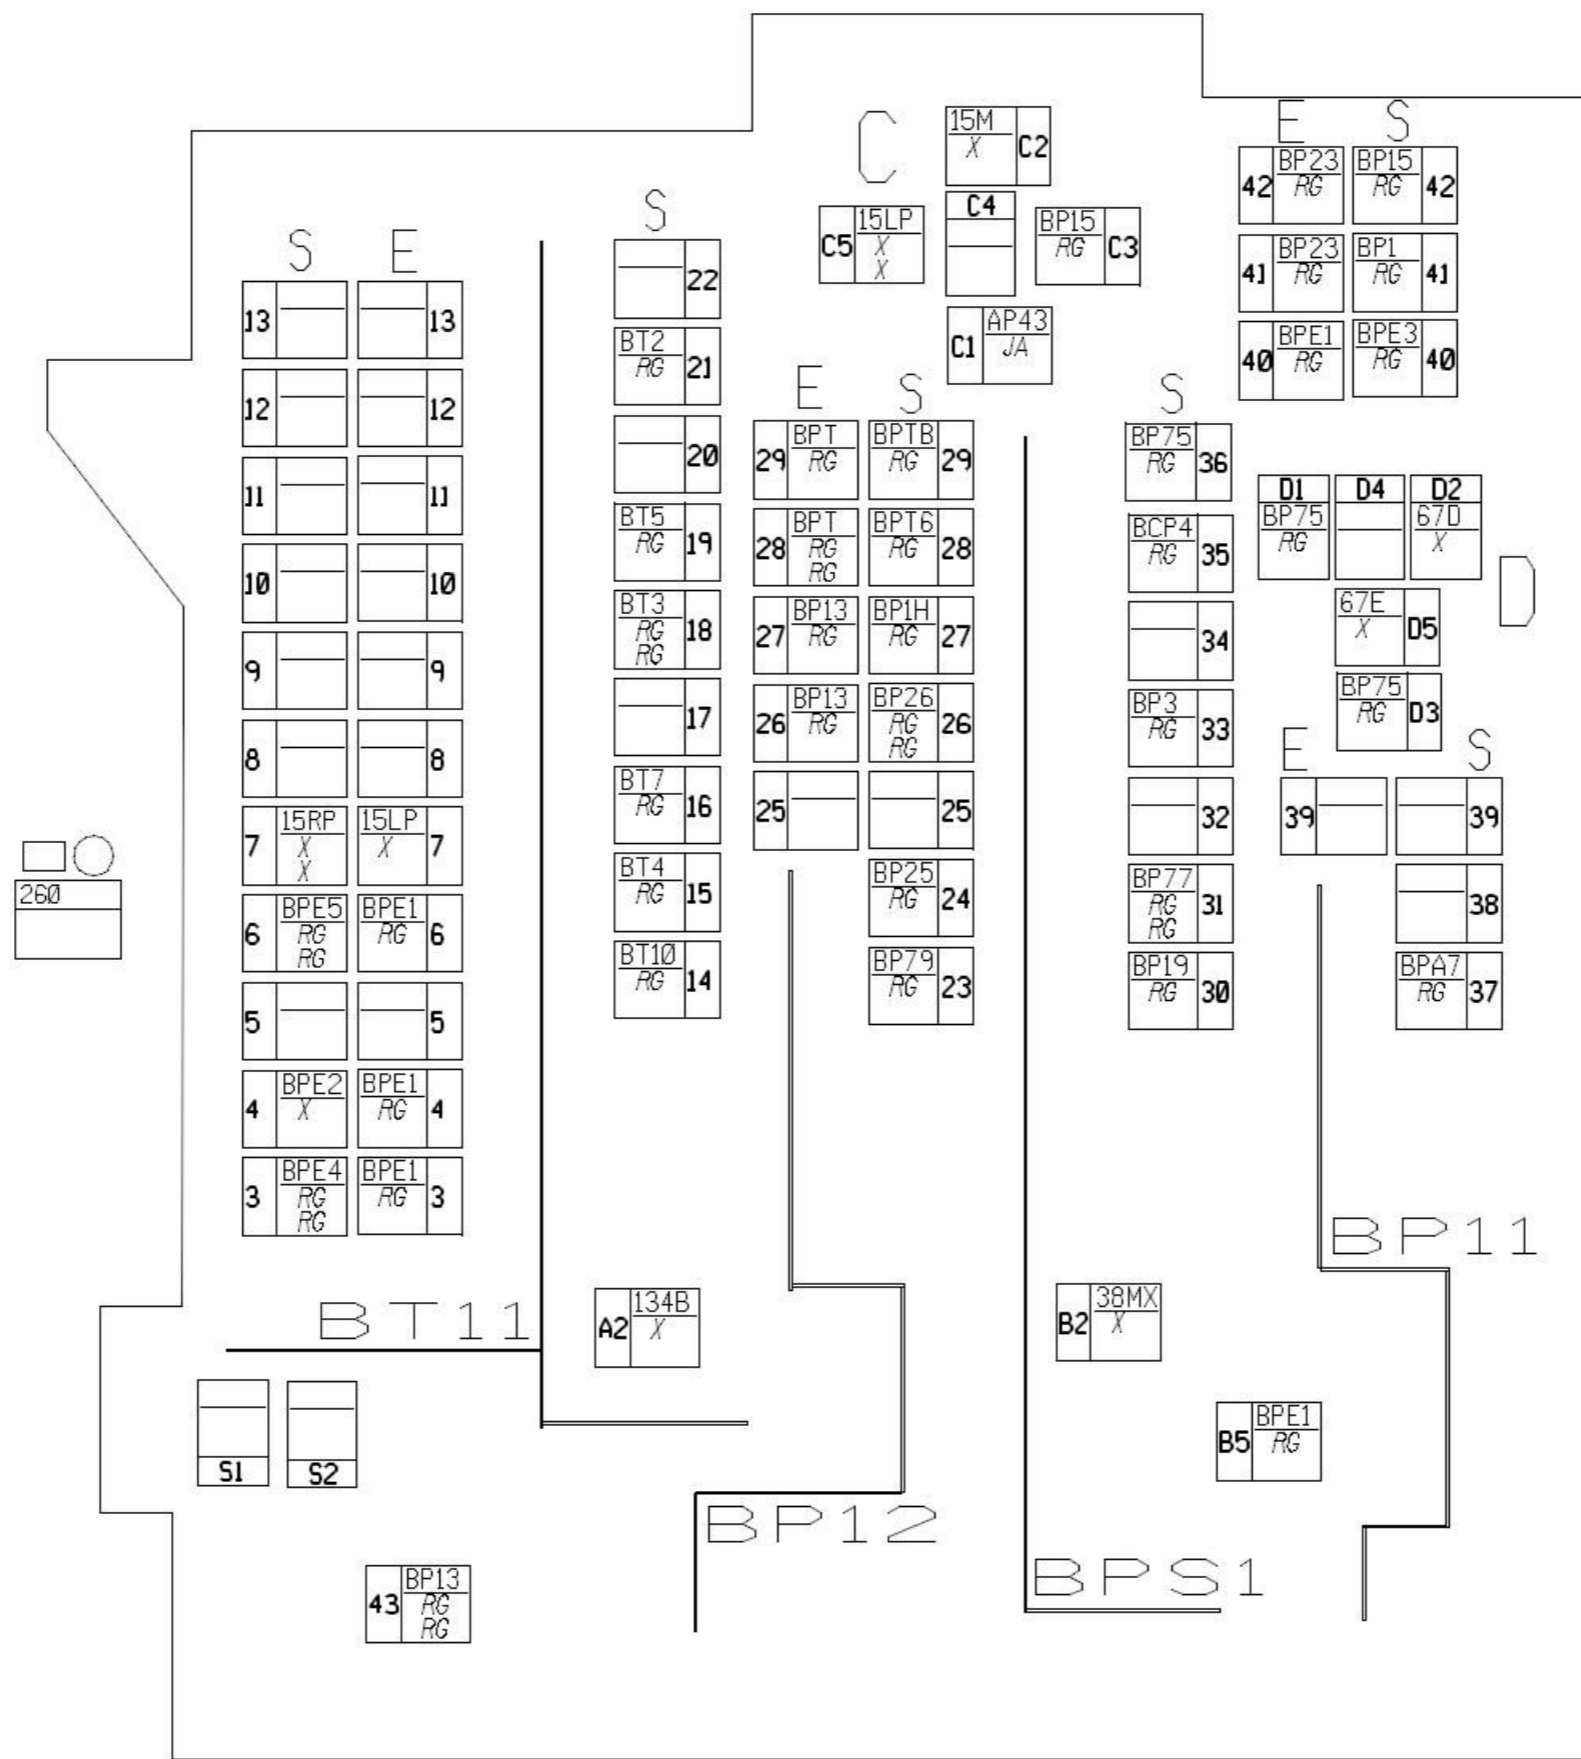 C
15M
X
C2
C4
C5
15LP
X
X
BP15
RG
C3
C1
AP43
JA
E S
42 BP23 RG
BP15 RG 42
41 BP23 RG
BP1 RG 41
40 BPE1 RG
BPE3 RG 40
S E
13
13
12
12
11
11
10
10
9
9
8
8
7 15RP
X
X
15LP 7
X
6 BPE5
RG
RG
BPE1 6
RG
5
5
4 BPE2
X
BPE1 4
RG
3 BPE4
RG
RG
BPE1 3
RG
BT11
S
22
BT2
RG 21
20
BT5
RG 19
BT3
RG 18
RG
17
BT7
RG 16
BT4
RG 15
BT10
RG 14
E S
29 BPT
RG
BPTB
RG 29
28 BPT
RG
RG
BPT6
RG 28
27 BP13
RG
BP1H
RG 27
26 BP13
RG
BP26
RG 26
RG
25
25
BP25
RG 24
BP79
RG 23
S
BP75
RG 36
BCP4
RG 35
34
BP3
RG 33
32
BP77
RG 31
RG
BP19
RG 30
D1
BP75
RG
D4
D2
67D
X
D
67E
X D5
BP75
RG D3
E S
39
39
38
BPA7
RG 37
BP11
260
A2 134B
X
B2 38MX
X
B5 BPE1
RG
S1
S2
BP12
BPS1
43 BP13
RG
RG